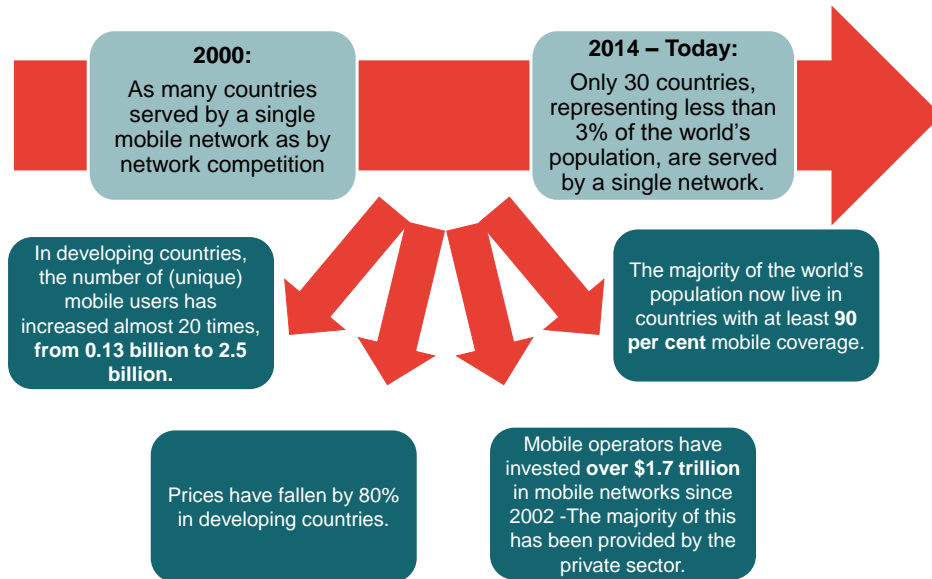 2000:
As many countries
served by a single
mobile network as by
network competition
2014 – Today:
Only 30 countries,
representing less than
3% of the world’s
population, are served
by a single network.
In developing countries,
the number of (unique)
mobile users has
increased almost 20 times,
from 0.13 billion to 2.5
billion.
The majority of the world’s
population now live in
countries with at least 90
per cent mobile coverage.
Prices have fallen by 80%
in developing countries.
Mobile operators have
invested over $1.7 trillion
in mobile networks since
2002 -The majority of this
has been provided by the
private sector.